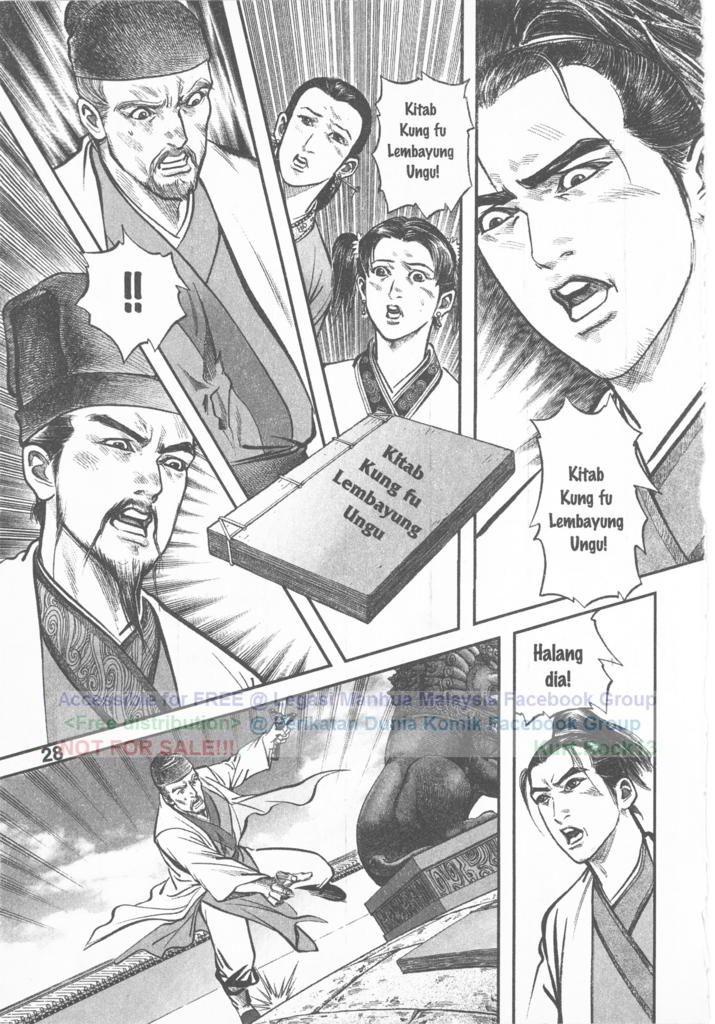 Kitab
Kung fu
Lembayung
Ungu!
Kitab
Kung fu
Lembayung
Ungu!
!!
Kitab
Kung fu
Lembayung
Ungu
Halang
dia!
Accessible for FREE @ Legasi Manhua Malaysia Facebook Group
<Free distribution> @ Perikatan Dunia Komik Facebook Group
NOT FOR SALE!!!
28